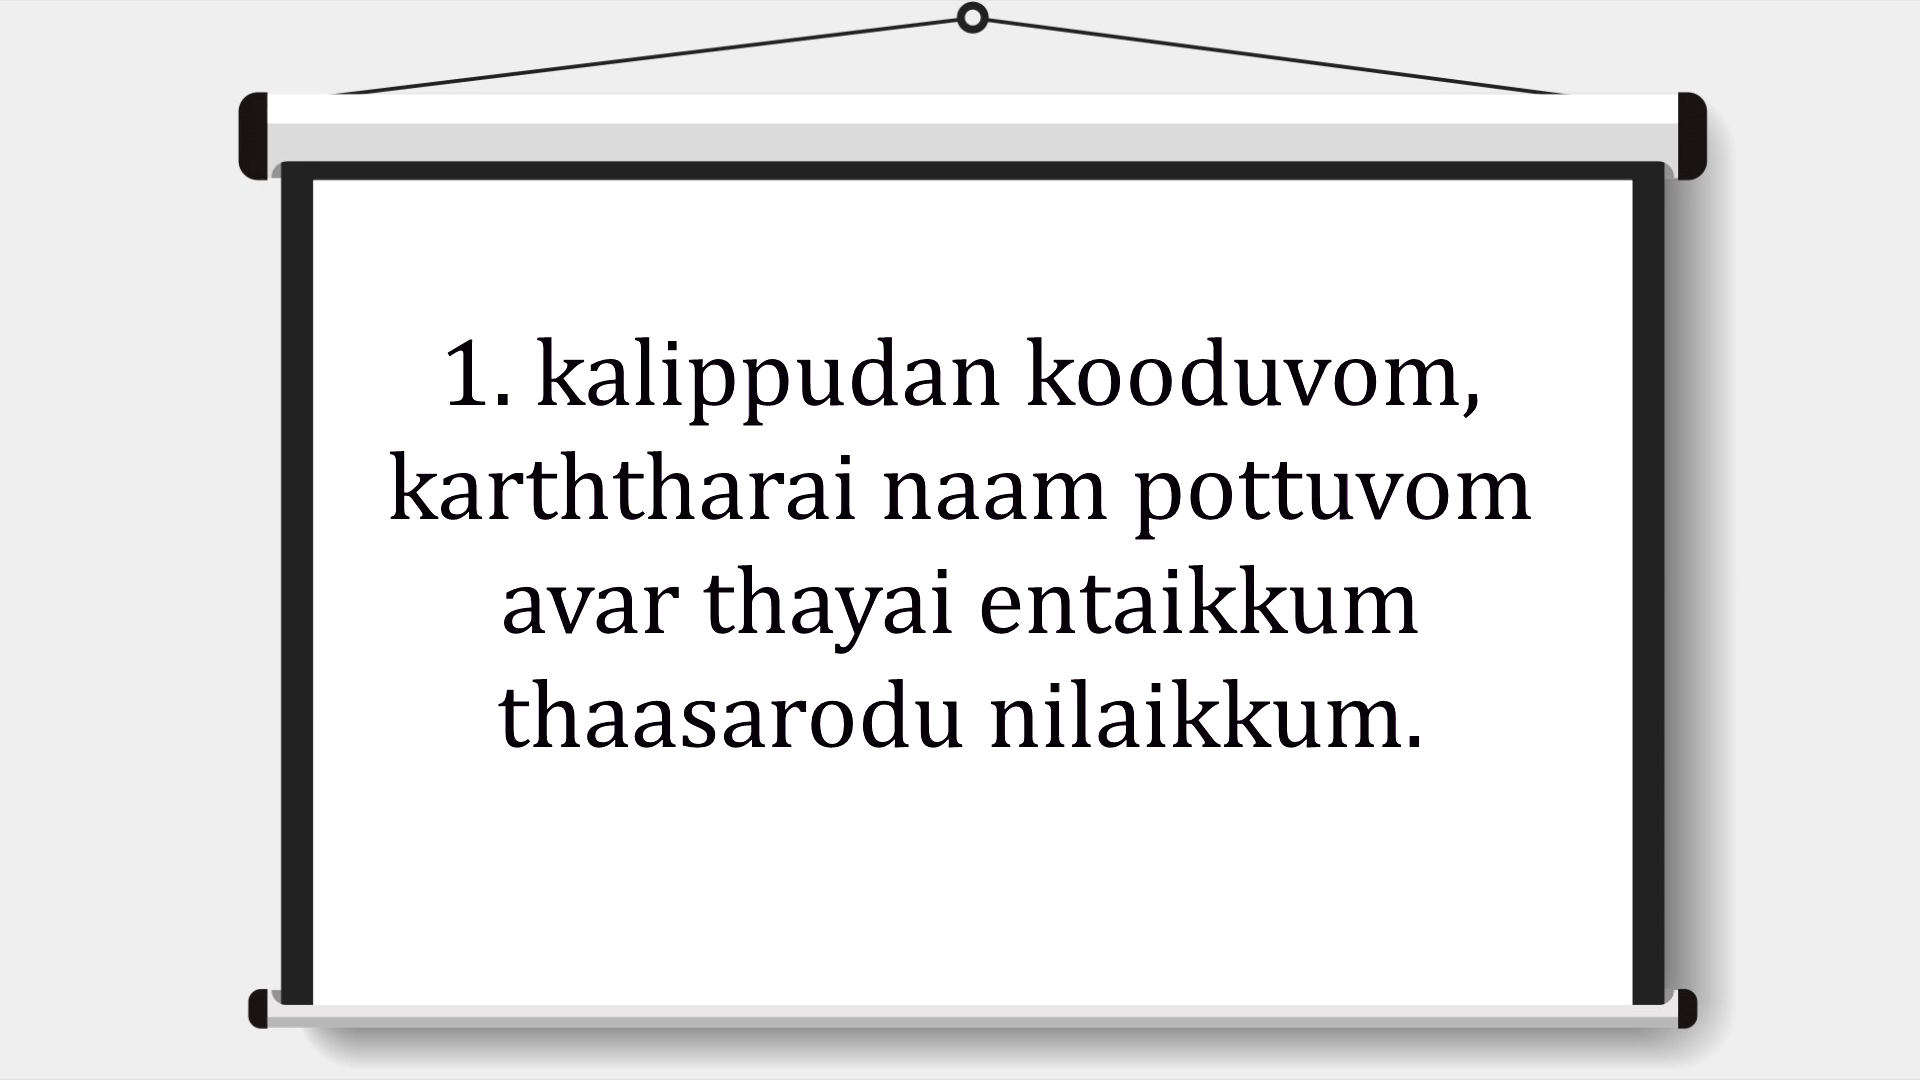 1. kalippudan kooduvom,
karththarai naam pottuvom
avar thayai entaikkum
thaasarodu nilaikkum.